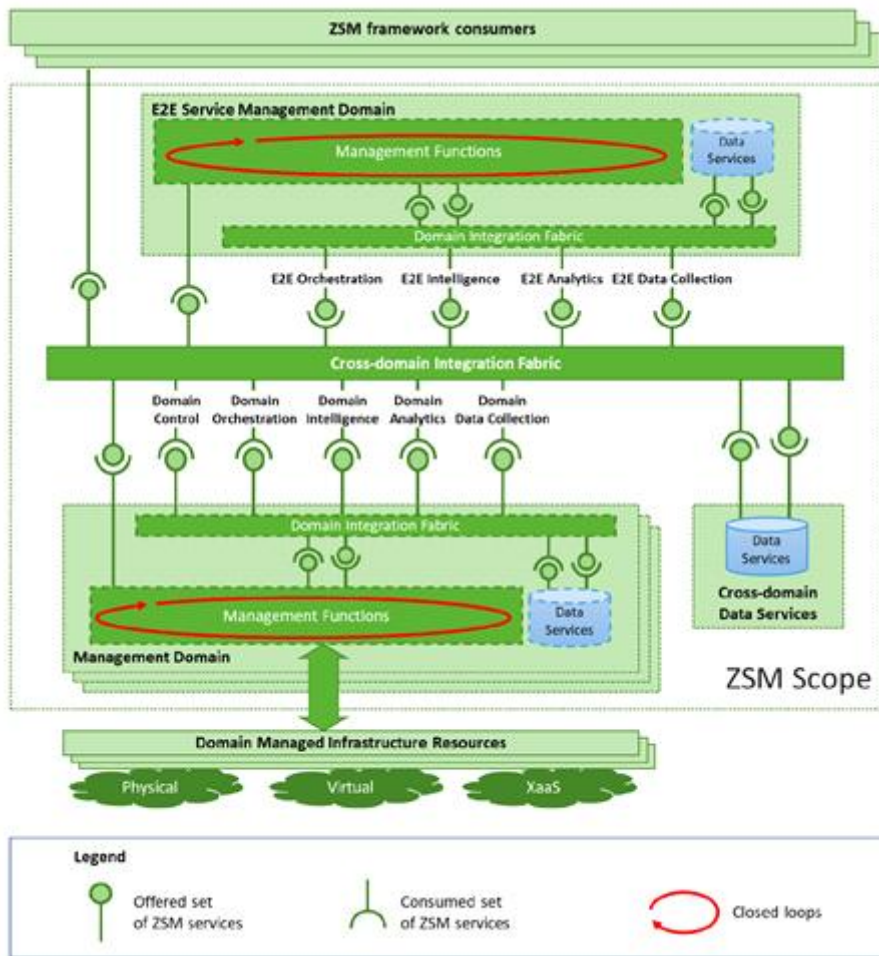 ZSM framework consumers
E2E Service Management Domain
Management Functions
Data
Services
Domain Integration Fabric
E2E Orchestration
E2E Intelligence
E2E Analytics
E2E Data Collection
Cross-domain Integration Fabric
Domain
Control
Domain
Orchestration
Domain
Intelligence
Domain
Analytics
Domain
Data Collection
Domain Integration Fabric
Management Functions
Data
Services
Management Domain
Data
Services
Cross-domain
Data Services
ZSM Scope
Domain Managed Infrastructure Resources
Physical
Virtual
XaaS
Legend
Offered set
of ZSM services
Consumed set
of ZSM services
Closed loops